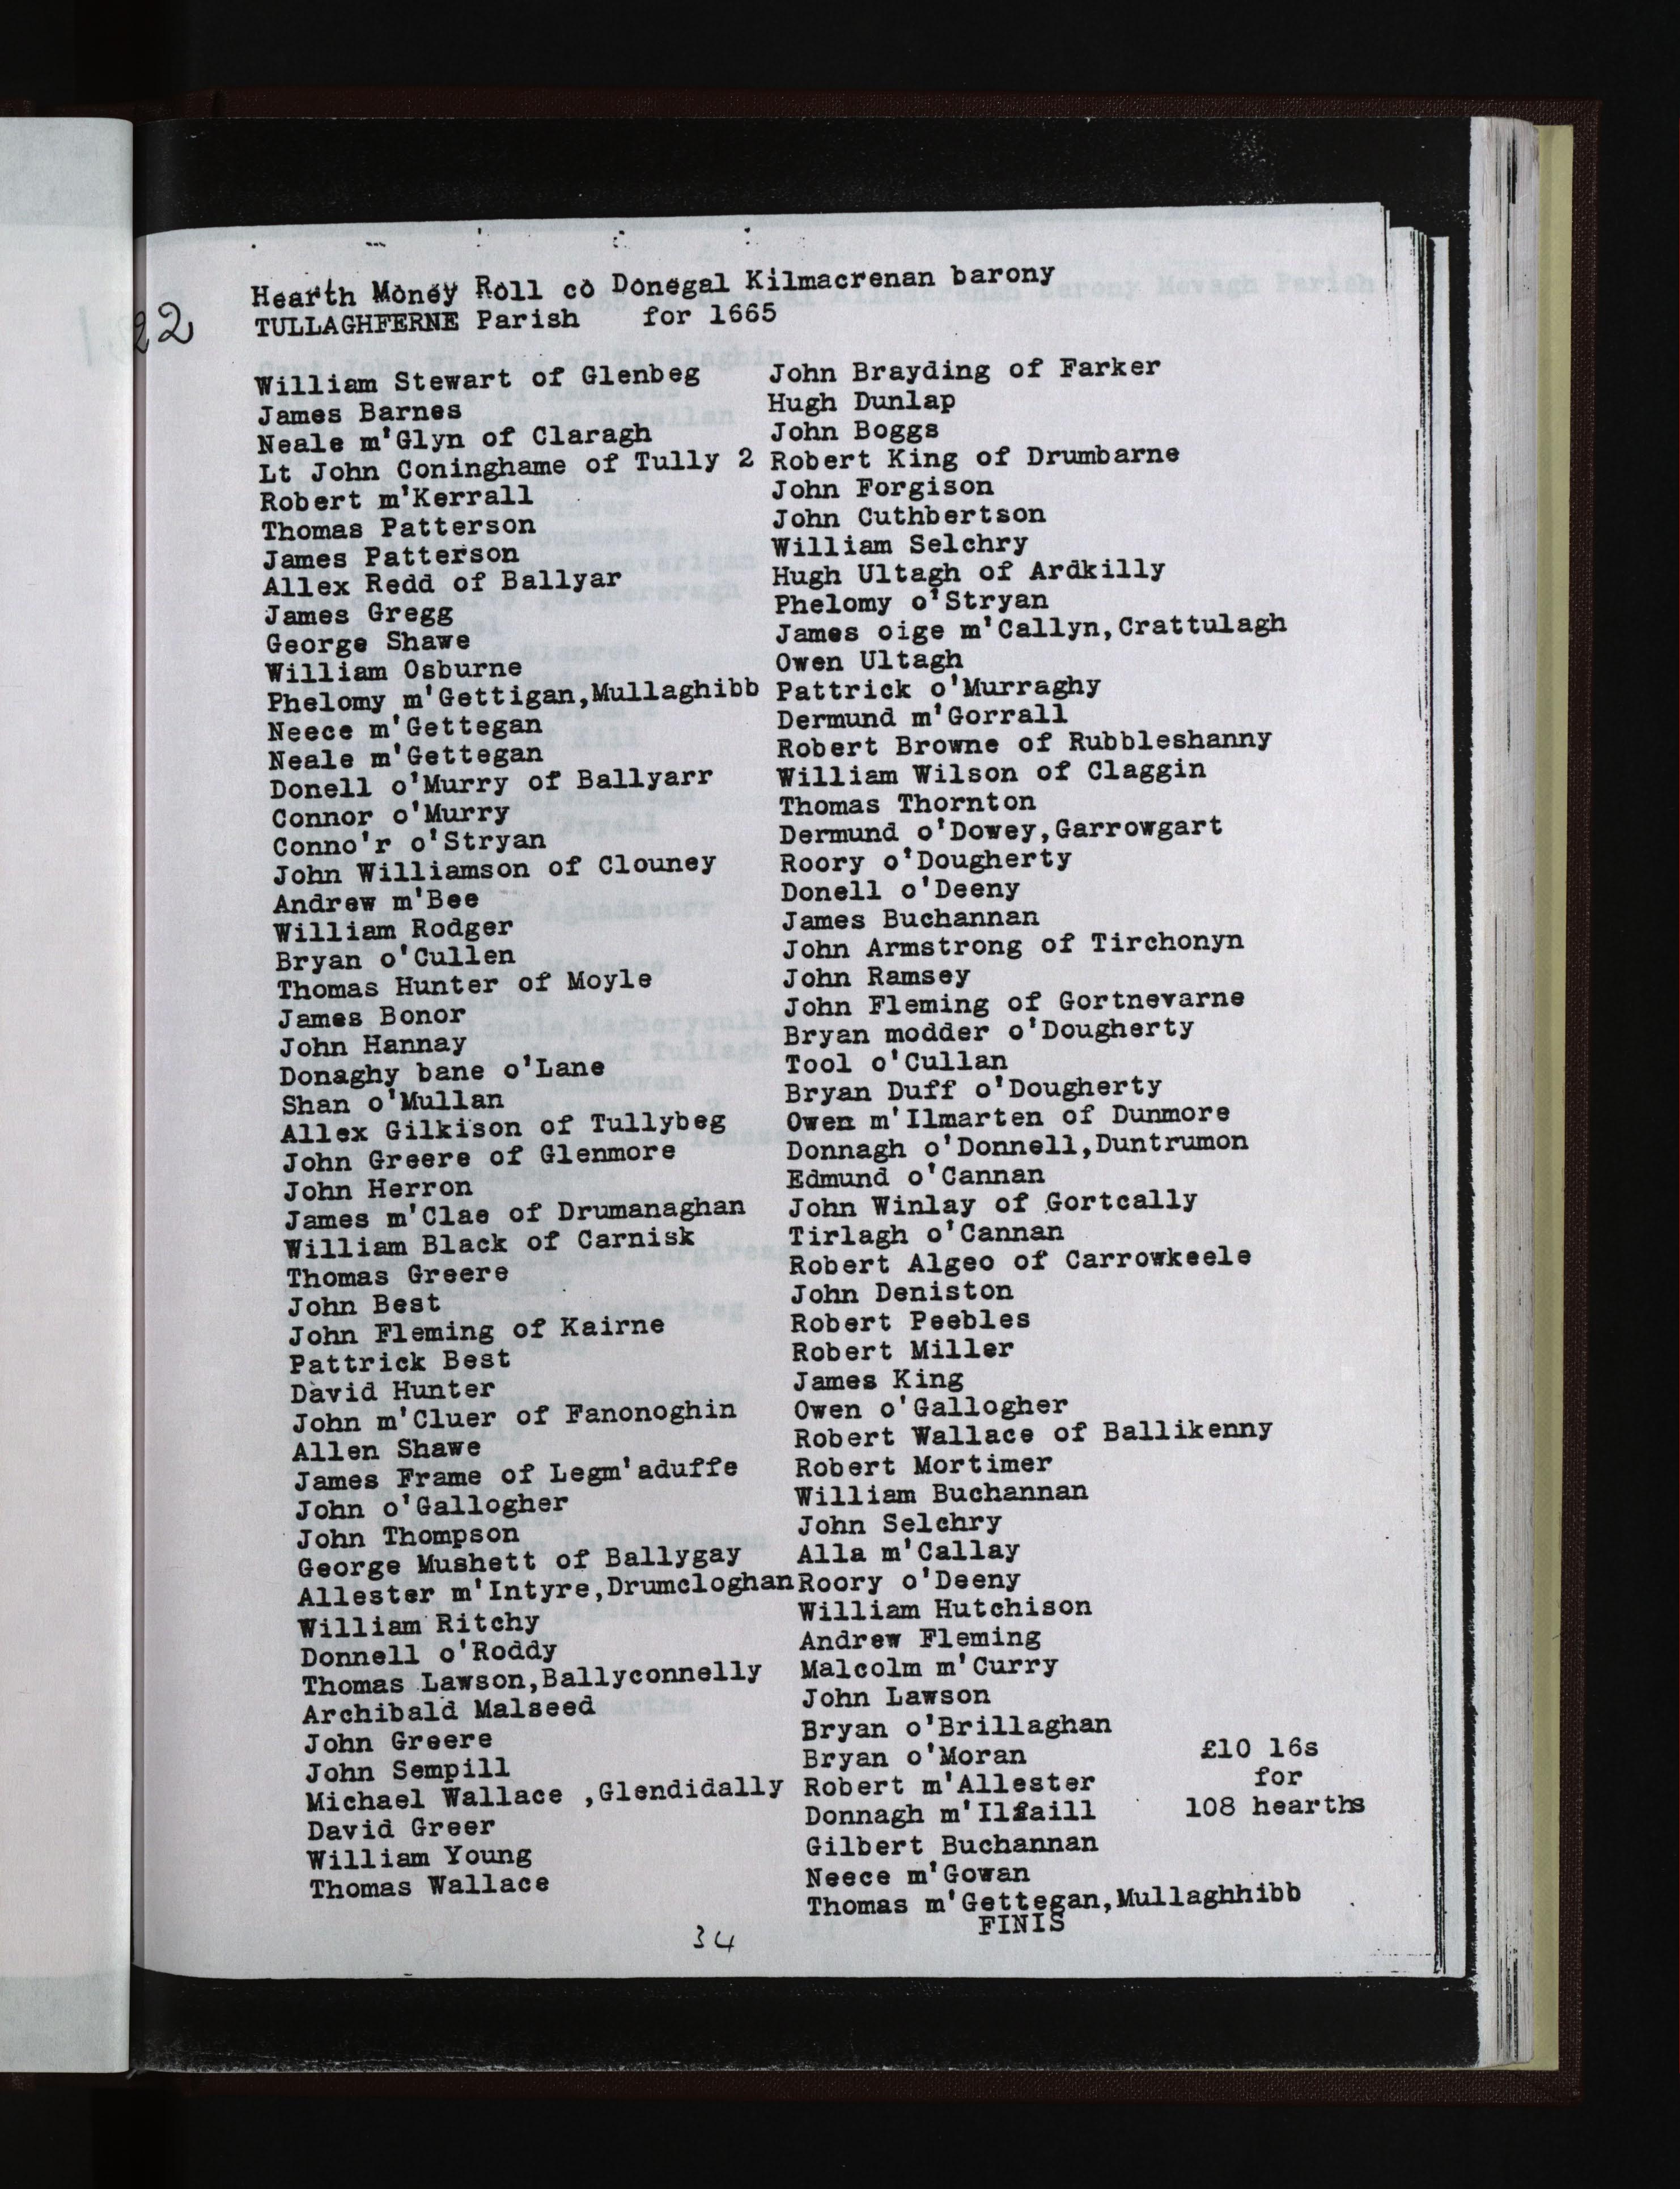 Hearth Money Roll co Donegal Kilmacrenan barony
22
TULLAGHFERNE Parish for 1665
William Stewart of Glenbeg
James Barnes
Neale m'Glyn of Claragh
Lt John Coninghame of Tully 2
Robert m'Kerrall
Thomas Patterson
James Patterson
Allex Redd of Ballyar
James Gregg
George Shawe
William Osburne
Phelomy m'Gettigan,Mullaghibb
Neece m'Gettegan
Neale m'Gettegan
Donell o'Murry of Ballyarr
Connor o'Murry
Conno'r o'Stryan
John Williamson of Clouney
Andrew m'Bee
William Rodger
Bryan o'Cullen
Thomas Hunter of Moyle
James Bonor
John Hannay
Donaghy bane o'Lane
Shan o'Mullan
Allex Gilkison of Tullybeg
John Greere of Glenmore
John Herron
James m'Clae of Drumanaghan
William Black of Carnisk
Thomas Greere
John Best
John Fleming of Kairne
Pattrick Best
David Hunter
John m'Cluer of Fanonoghin
Allen Shawe
James Frame of Legm'aduffe
John o'Gallogher
John Thompson
George Mushett of Ballygay
Allester m'Intyre,Drumcloghan
William Ritchy
Donnell o'Roddy
Thomas Lawson,Ballyconnelly
Archibald Malseed
John Greere
John Sempill
Michael Wallace ,Glendidally
David Greer
William Young
Thomas Wallace
John Brayding of Farker
Hugh Dunlap
John Boggs
Robert King of Drumbarne
John Forgison
John Cuthbertson
William Selchry
Hugh Ultagh of Ardkilly
Phelomy o'Stryan
James oige m'Callyn,Crattulagh
Owen Ultagh
Pattrick o'Murraghy
Dermund m'Gorrall
Robert Browne of Rubbleshanny
William Wilson of Claggin
Thomas Thornton
Dermund o'Dowey,Garrowgart
Roory o'Dougherty
Donell o'Deeny
James Buchannan
John Armstrong of Tirchonyn
John Ramsey
John Fleming of Gortnevarne
Bryan modder o'Dougherty
Tool o'Cullan
Bryan Duff o'Dougherty
Owen m'Ilmarten of Dunmore
Donnagh o'Donnell,Duntrumon
Edmund o'Cannan
John Winlay of Gortcally
Tirlagh o'Cannan
Robert Algeo of Carrowkeele
John Deniston
Robert Peebles
Robert Miller
James King
Owen o'Gallogher
Robert Wallace of Ballikenny
Robert Mortimer
William Buchannan
John Selchry
Alla m'Callay
Roory o'Deeny
William Hutchison
Andrew Fleming
Malcolm m'Curry
John Lawson
Bryan o'Brillaghan
Bryan o'Moran
Robert m'Allester
Donnagh m'Ilfaill
Gilbert Buchannan
Neece m'Gowan
Thomas m'Gettegan,Mullaghhibb
FINIS
£10 16s
for
108 hearths
34